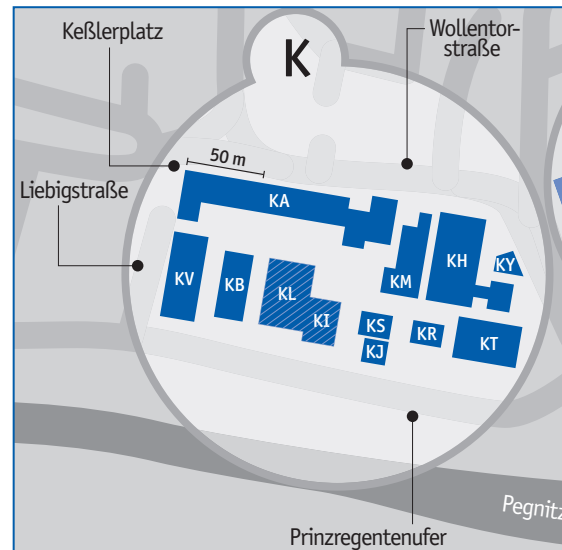 Keßlerplatz
K
Wollentor-
straße
50 m
Liebigstraße
KA
KV
KB
KL
KI
KM
KH
KY
KS
KJ
KR
KT
Pegnitz
Prinzregentenufer